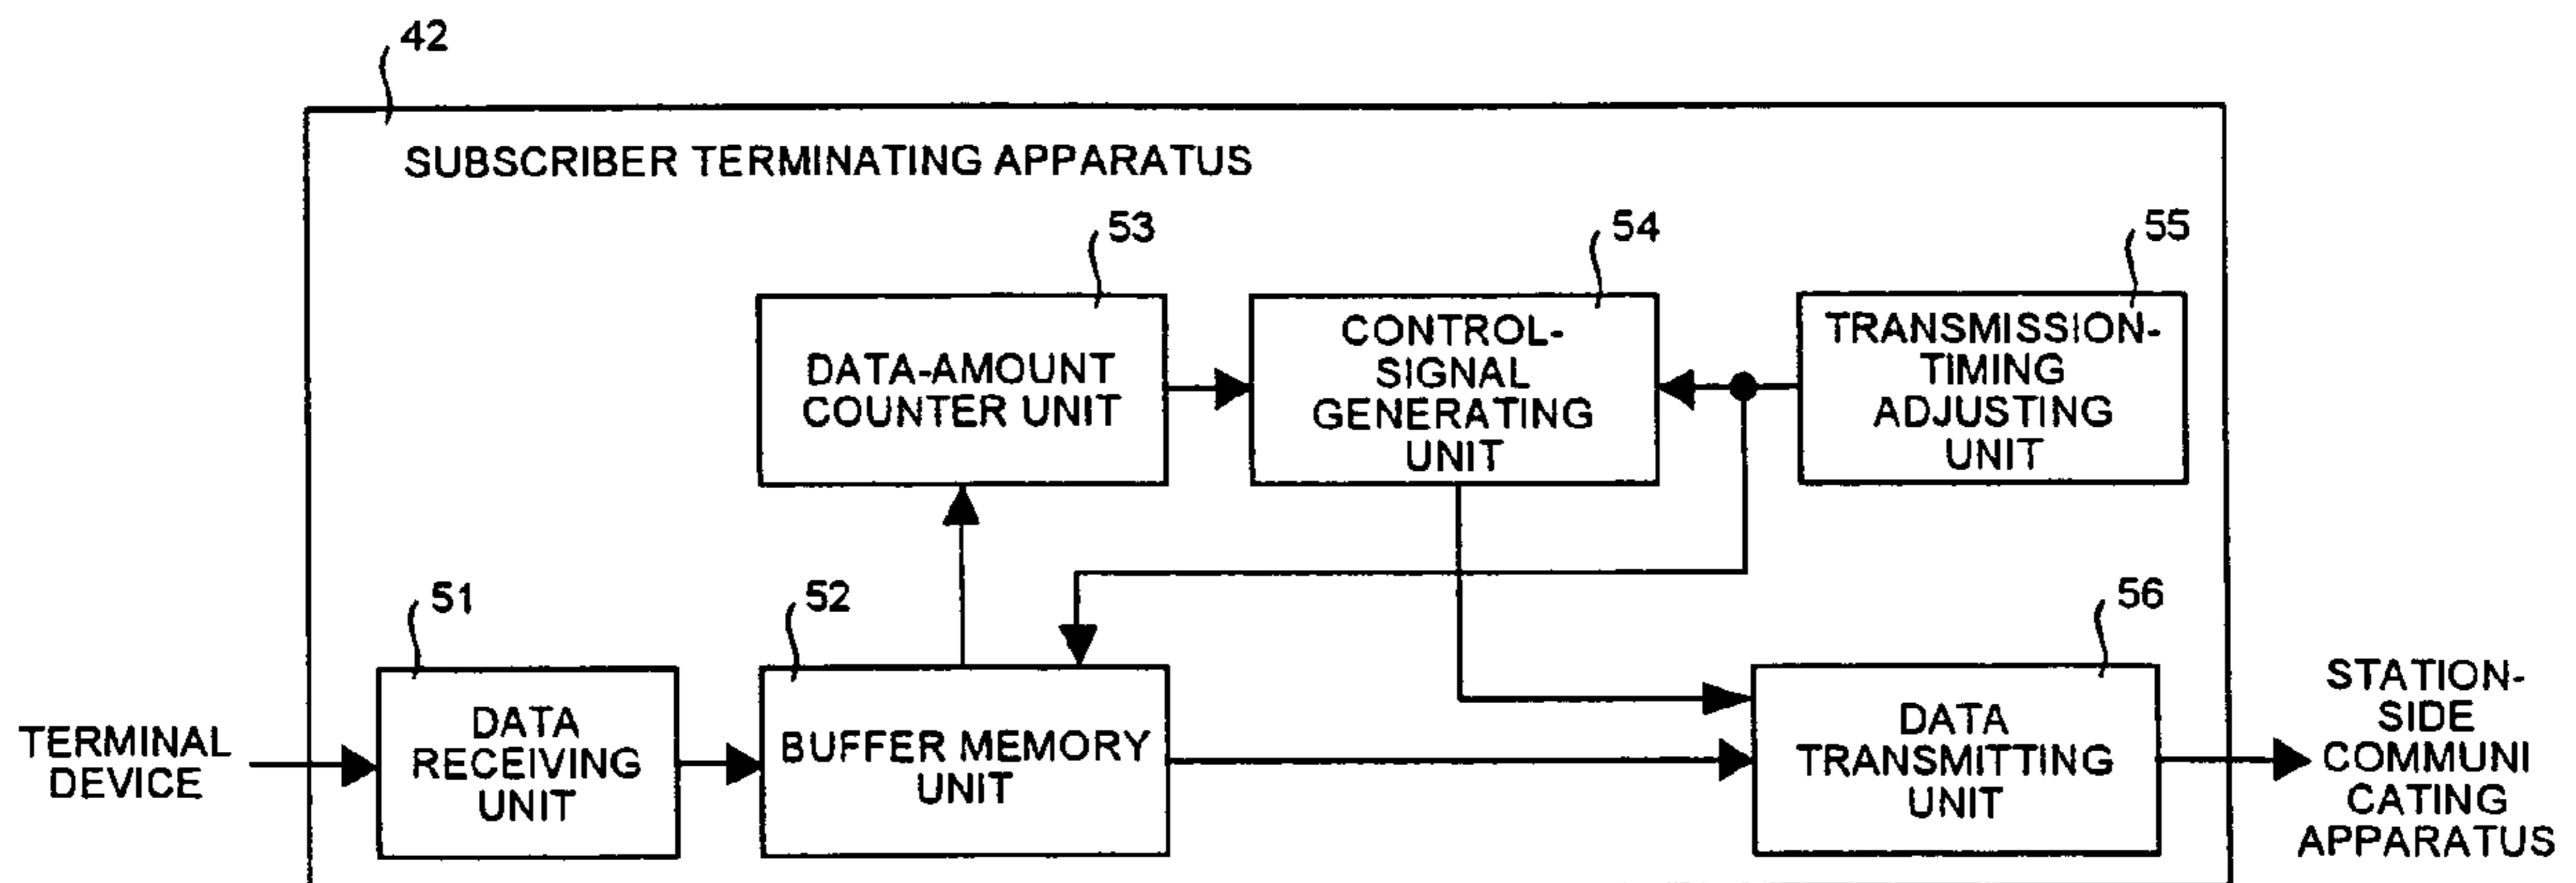 42
SUBSCRIBER TERMINATING APPARATUS
53
54
55
DATA-AMOUNT
COUNTER UNIT
CONTROL-
SIGNAL
GENERATING
UNIT
TRANSMISSION-
TIMING
ADJUSTING
UNIT
51
52
56
TERMINAL
DEVICE
DATA
RECEIVING
UNIT
BUFFER MEMORY
UNIT
DATA
TRANSMITTING
UNIT
STATION-
SIDE
COMMUNI
CATING
APPARATUS